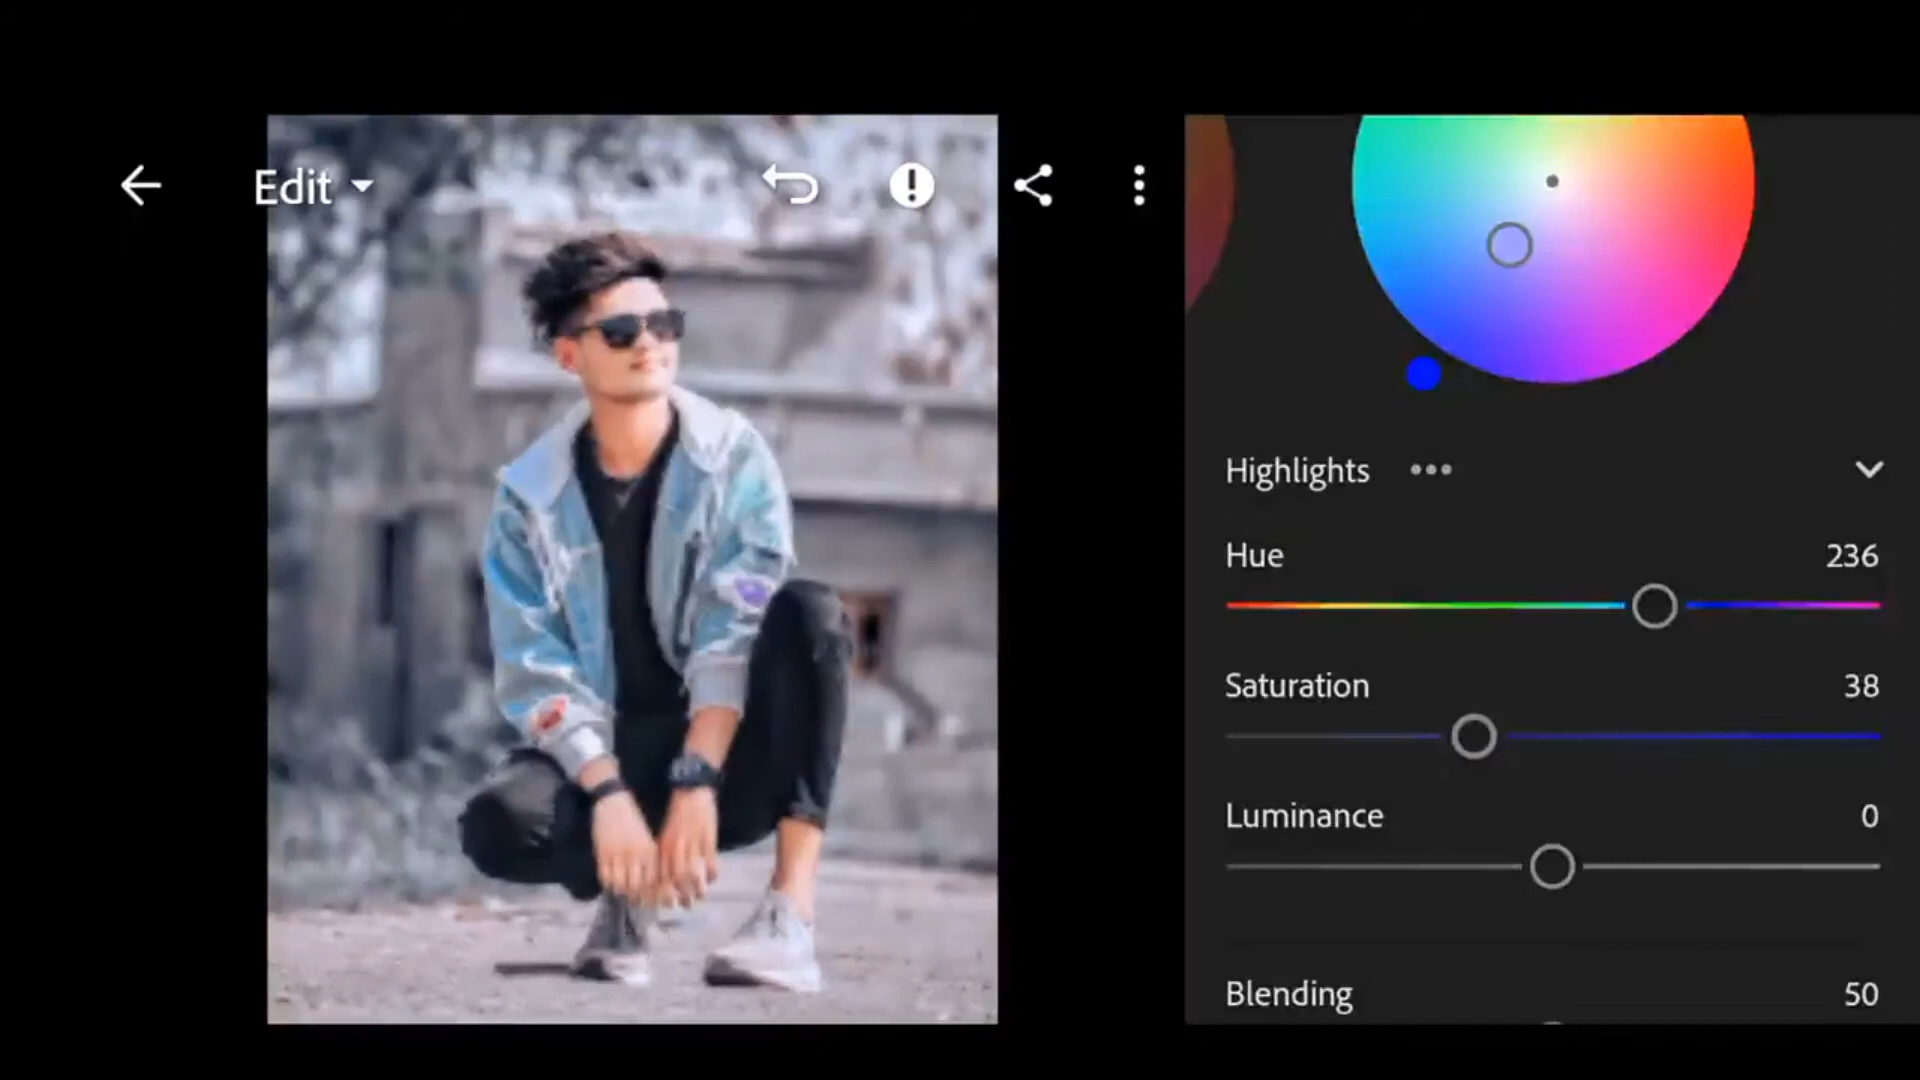 Edit
Highlights
Hue 236
Saturation 38
Luminance 0
Blending 50